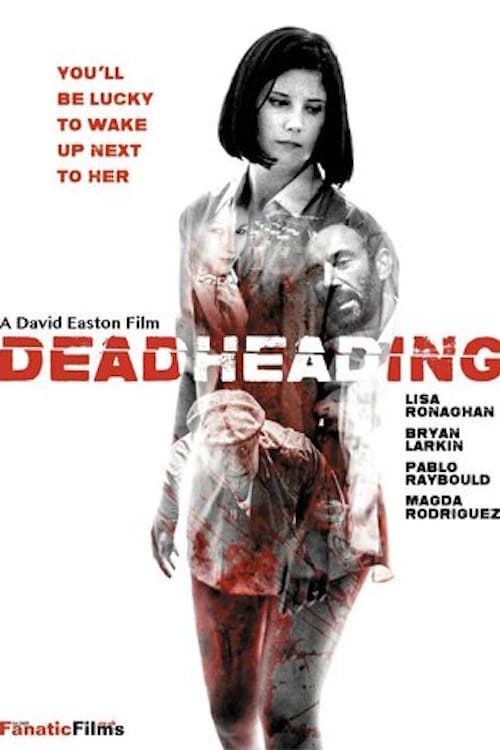 YOU'LL
BE LUCKY
TO WAKE
UP NEXT
TO HER
A David Easton Film
DEADHEADING
LISA
RONAGHAN
BRYAN
LARKIN
PABLO
RAYBOULD
MAGDA
RODRIGUEZ
FanaticFilms